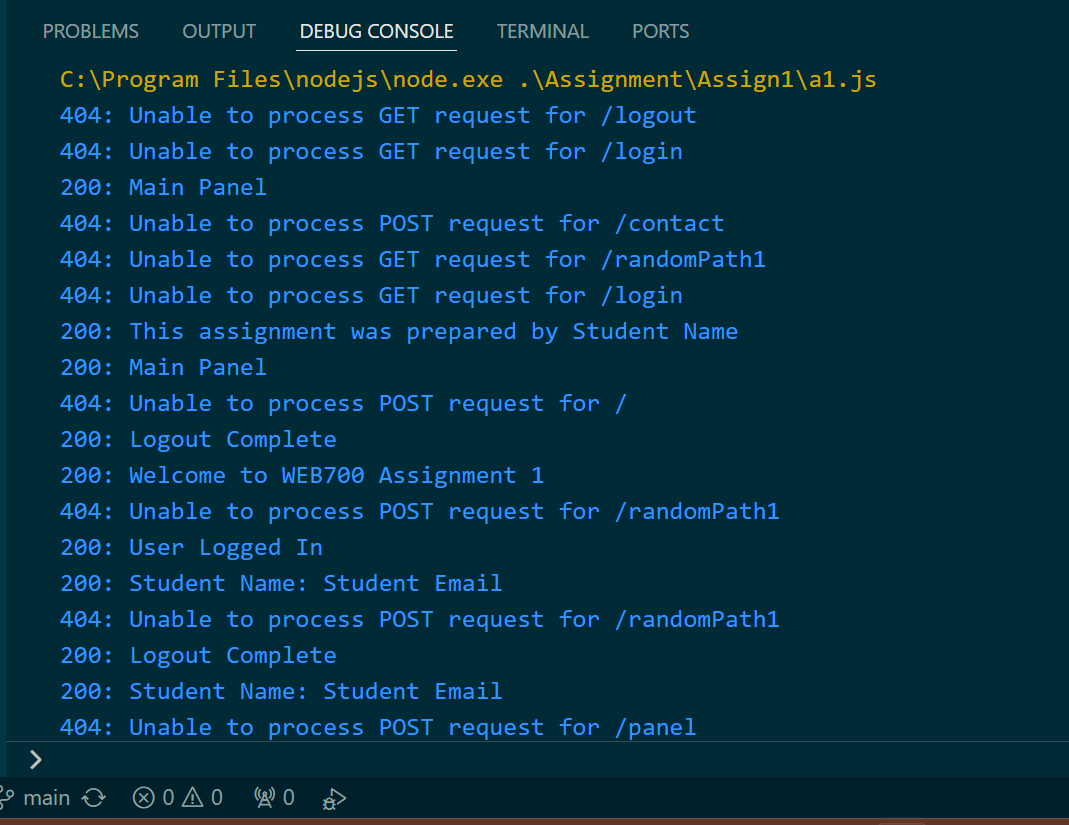 PROBLEMS OUTPUT DEBUG CONSOLE TERMINAL PORTS
C:\Program Files\nodejs\node.exe .\Assignment\Assign1\a1.js
404: Unable to process GET request for /logout
404: Unable to process GET request for /login
200: Main Panel
404: Unable to process POST request for /contact
404: Unable to process GET request for /randomPath1
404: Unable to process GET request for /login
200: This assignment was prepared by Student Name
200: Main Panel
404: Unable to process POST request for /
200: Logout Complete
200: Welcome to WEB700 Assignment 1
404: Unable to process POST request for /randomPath1
200: User Logged In
200: Student Name: Student Email
404: Unable to process POST request for /randomPath1
200: Logout Complete
200: Student Name: Student Email
404: Unable to process POST request for /panel
main 0 0 0